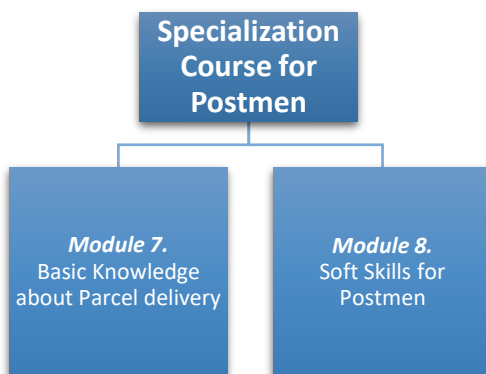 Specialization
Course for
Postmen
Module 7.
Basic Knowledge
about Parcel delivery
Module 8.
Soft Skills for
Postmen